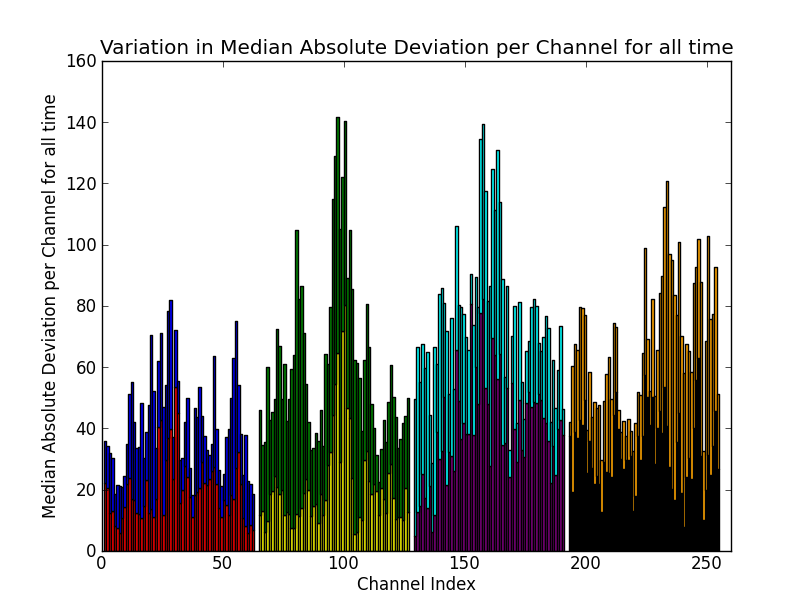 Variation in Median Absolute Deviation per Channel for all time
Median Absolute Deviation per Channel for all time
160
140
120
100
80
60
40
20
0
0 50 100 150 200 250
Channel Index